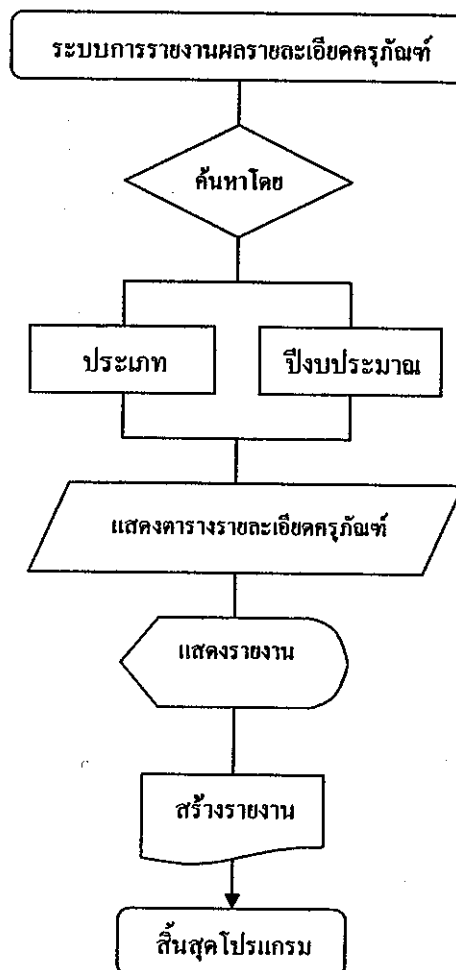 ระบบการรายงานผลรายละเอียดครุภัณฑ์
ค้นหาโดย
ประเภท
ปีงบประมาณ
แสดงตารางรายละเอียดครุภัณฑ์
แสดงรายงาน
สร้างรายงาน
สิ้นสุดโปรแกรม